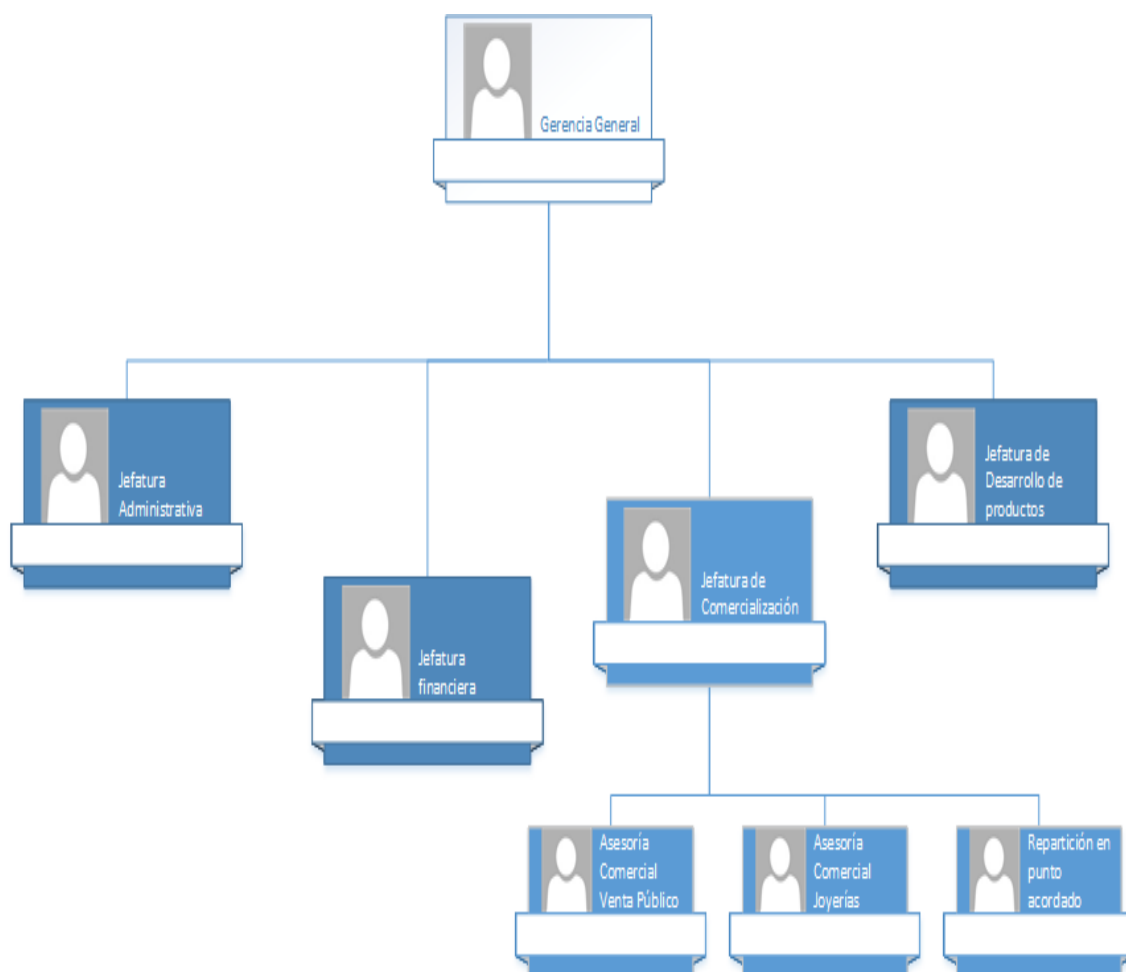 Gerencia General
Jefatura
Administrativa
Jefatura de
Desarrollo de
productos
Jefatura de
Comercialización
Jefatura
financiera
Asesoría
Comercial
Venta Público
Asesoría
Comercial
Joyerías
Repartición en
punto
acordado